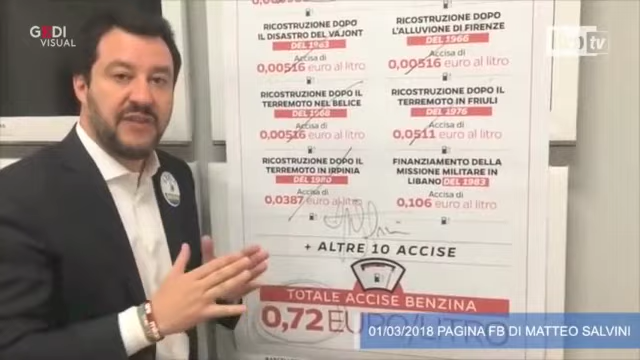 GEDI
VISUAL
tv
RICOSTRUZIONE DOPO
IL DISASTRO DEL VAJONT
DEL 1963
Accisa di
0,00516 euro al litro
RICOSTRUZIONE DOPO
L'ALLUVIONE DI FIRENZE
DEL 1966
Accisa di
0,00516 euro al litro
RICOSTRUZIONE DOPO IL
TERREMOTO NEL BELICE
DEL 1968
Accisa di
0,00516 euro al litro
RICOSTRUZIONE DOPO IL
TERREMOTO IN FRIULI
DEL 1976
Accisa di
0,0511 euro al litro
RICOSTRUZIONE DOPO IL
TERREMOTO IN IRPINIA
DEL 1980
Accisa di
0,0387 euro al litro
FINANZIAMENTO DELLA
MISSIONE MILITARE IN
LIBANO DEL 1983
Accisa di
0,106 euro al litro
+ ALTRE 10 ACCISE
TOTALE ACCISE BENZINA
0,72 EURO/LITRO
01/03/2018 PAGINA FB DI MATTEO SALVINI